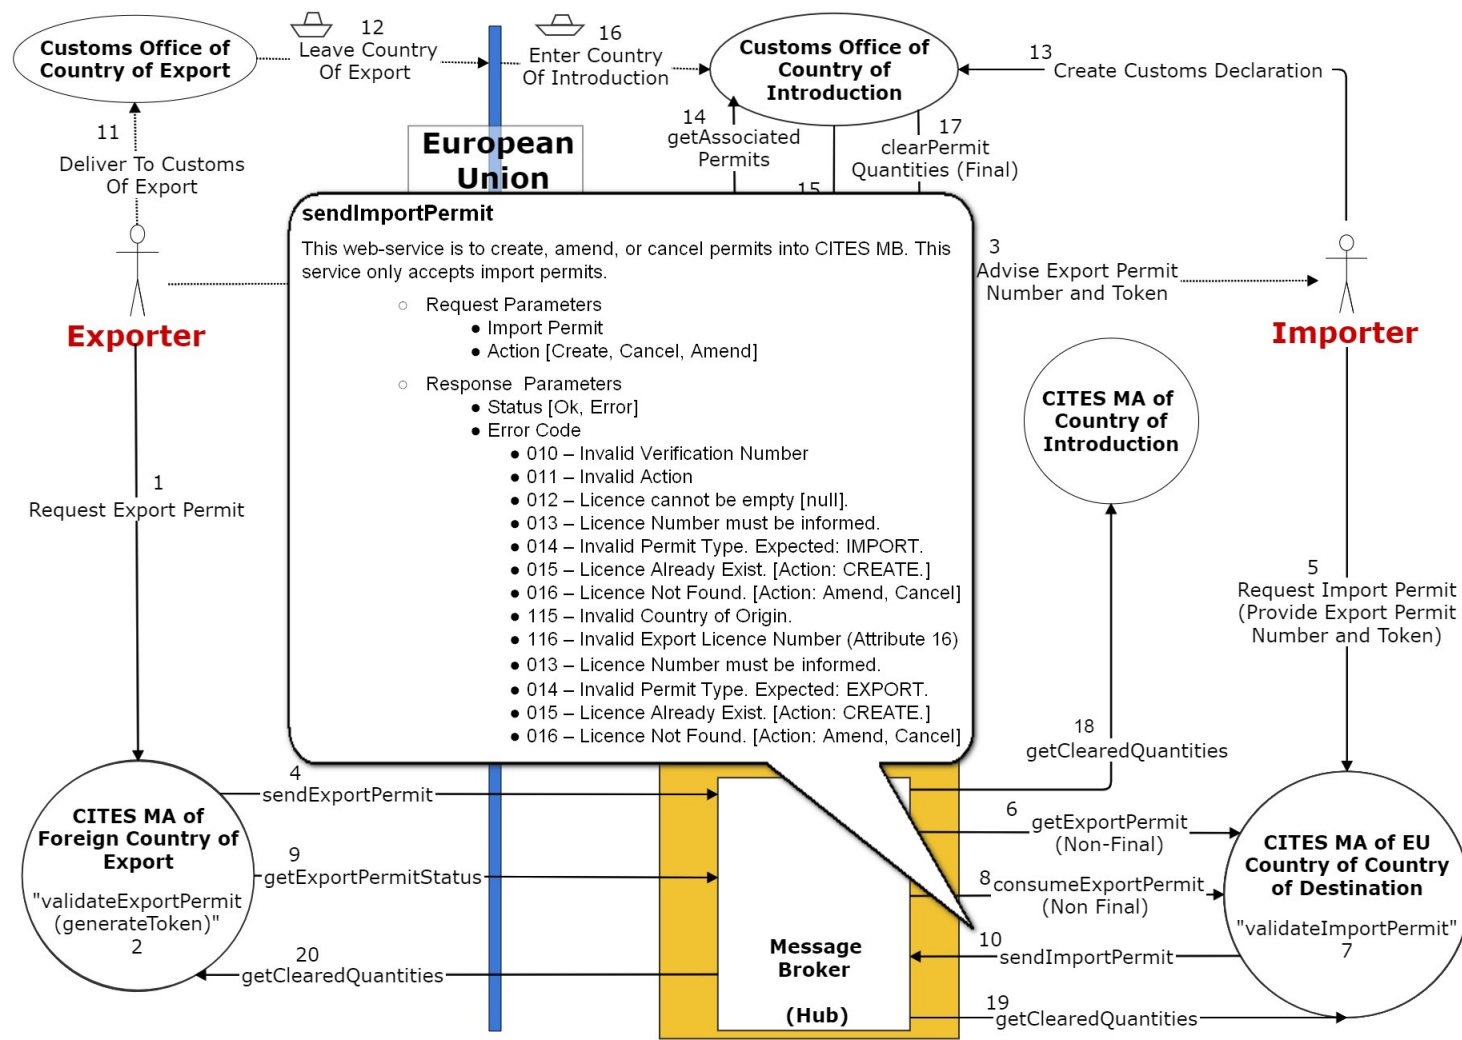 12
Leave Country
Of Export
16
Enter Country
Of Introduction
Customs Office of
Country of Export
Customs Office of
Country of
Introduction
13
Create Customs Declaration
11
Deliver To Customs
Of Export
European
Union
14
getAssociated
Permits
15
17
clearPermit
Quantities (Final)
sendImportPermit
This web-service is to create, amend, or cancel permits into CITES MB. This
service only accepts import permits.
○ Request Parameters
● Import Permit
● Action [Create, Cancel, Amend]
○ Response Parameters
● Status [Ok, Error]
● Error Code
● 010 – Invalid Verification Number
● 011 – Invalid Action
● 012 – Licence cannot be empty [null].
● 013 – Licence Number must be informed.
● 014 – Invalid Permit Type. Expected: IMPORT.
● 015 – Licence Already Exist. [Action: CREATE.]
● 016 – Licence Not Found. [Action: Amend, Cancel]
● 115 – Invalid Country of Origin.
● 116 – Invalid Export Licence Number (Attribute 16)
● 013 – Licence Number must be informed.
● 014 – Invalid Permit Type. Expected: EXPORT.
● 015 – Licence Already Exist. [Action: CREATE.]
● 016 – Licence Not Found. [Action: Amend, Cancel]
3
Advise Export Permit
Number and Token
Exporter
Importer
CITES MA of
Country of
Introduction
1
Request Export Permit
5
Request Import Permit
(Provide Export Permit
Number and Token)
18
getClearedQuantities
4
sendExportPermit
6
getExportPermit
(Non-Final)
CITES MA of
Foreign Country of
Export
"validateExportPermit
(generateToken)"
2
9
getExportPermitStatus
8
consumeExportPermit
(Non Final)
CITES MA of EU
Country of Country
of Destination
"validateImportPermit"
7
10
sendImportPermit
20
getClearedQuantities
Message
Broker
(Hub)
19
getClearedQuantities